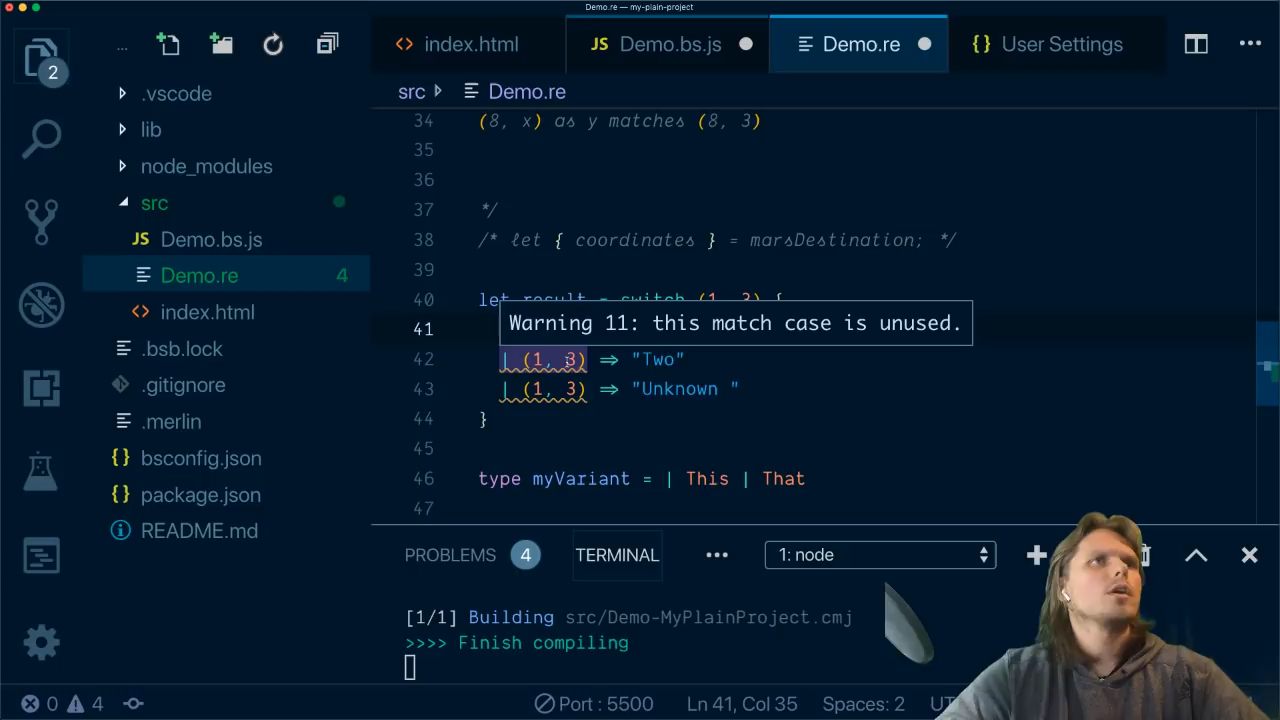 Demo.re — my-plain-project
...
index.html
JS Demo.bs.js
Demo.re
{} User Settings
2
.vscode
lib
node_modules
src
JS Demo.bs.js
Demo.re 4
<> index.html
.bsb.lock
.gitignore
.merlin
{} bsconfig.json
{} package.json
README.md
src Demo.re
34 (8, x) as y matches (8, 3)
35
36
37 */
38 /* let { coordinates } = marsDestination; */
39
40 let result = switch (1, 3) {
Warning 11: this match case is unused.
41
42 | (1, 3) => "Two"
43 | (1, 3) => "Unknown "
44 }
45
46 type myVariant = | This | That
47
PROBLEMS 4 TERMINAL ... 1: node
[1/1] Building src/Demo-MyPlainProject.cmj
>>>> Finish compiling
0 4 Port : 5500 Ln 41, Col 35 Spaces: 2